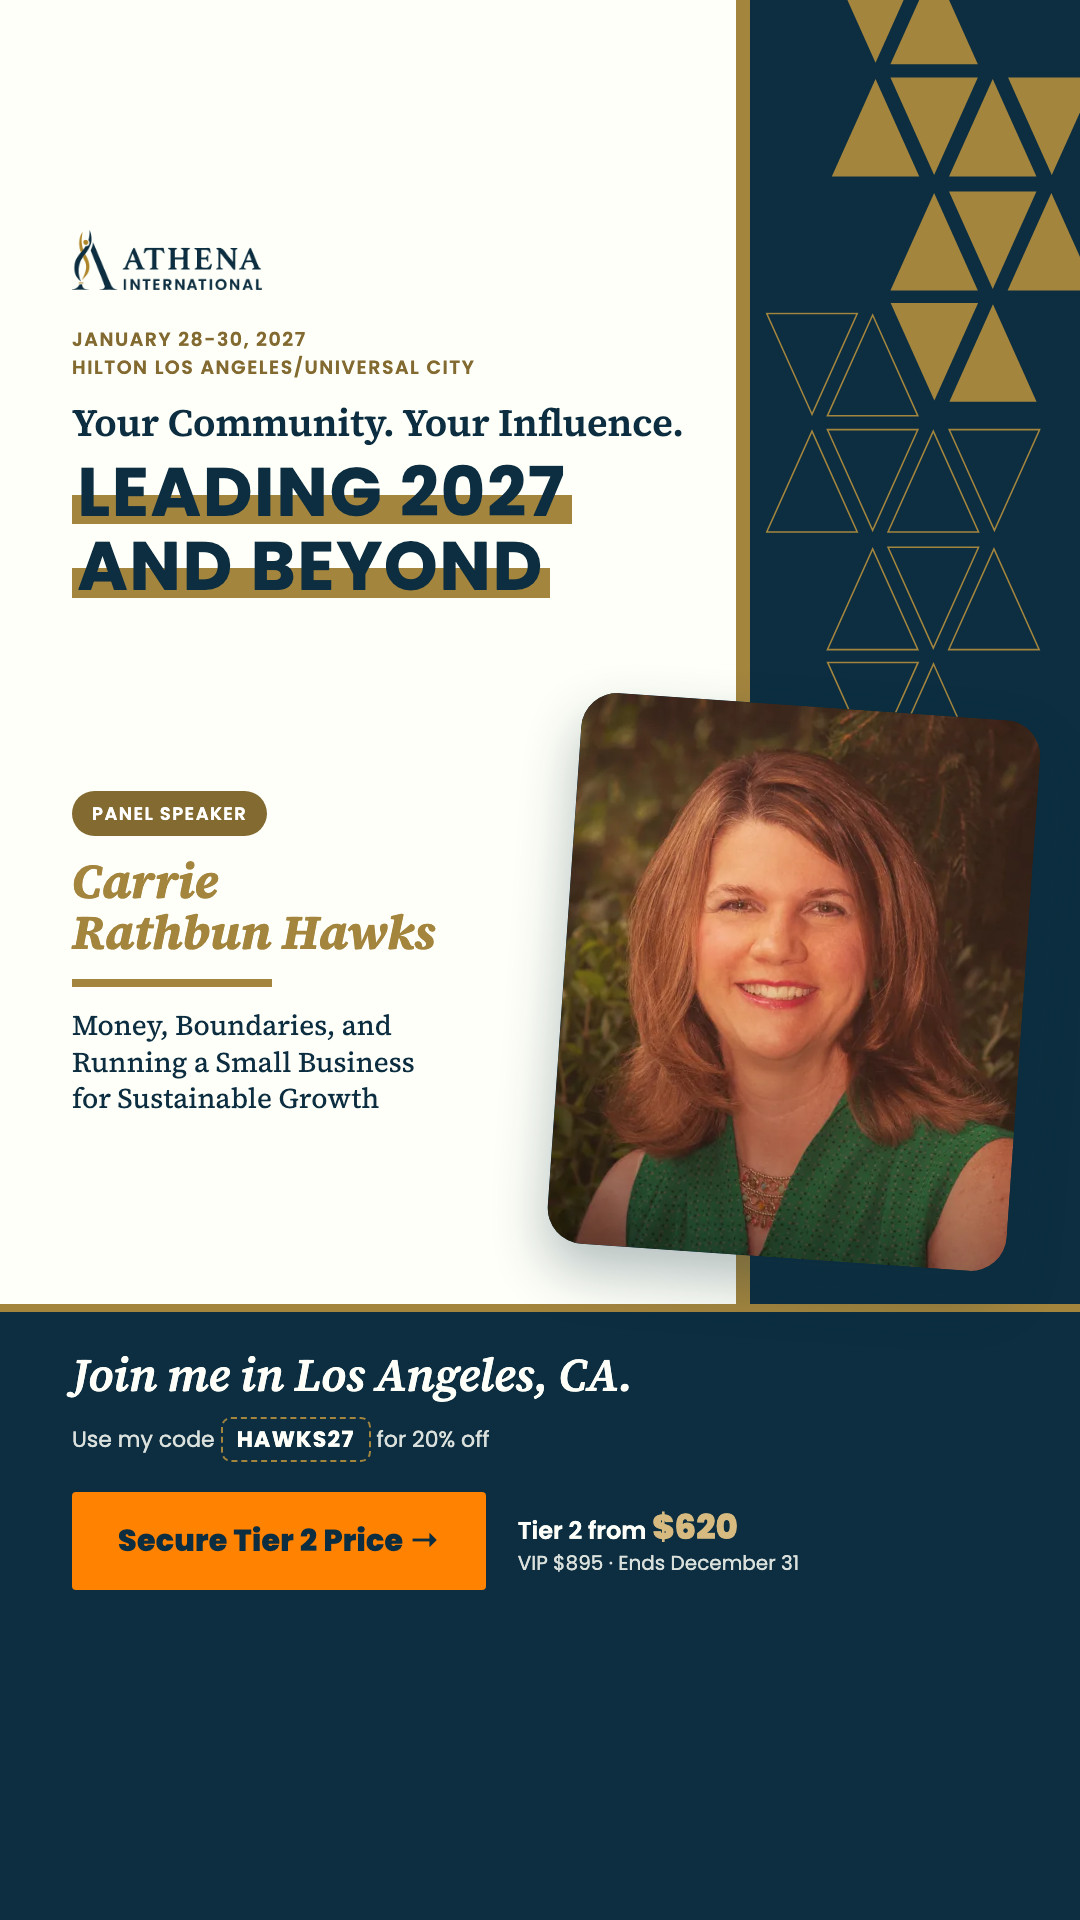 ATHENA
INTERNATIONAL
JANUARY 28-30, 2027
HILTON LOS ANGELES/UNIVERSAL CITY
Your Community. Your Influence.
LEADING 2027
AND BEYOND
PANEL SPEAKER
Carrie
Rathbun Hawks
Money, Boundaries, and
Running a Small Business
for Sustainable Growth
Join me in Los Angeles, CA.
Use my code HAWKS27 for 20% off
Secure Tier 2 Price →
Tier 2 from $620
VIP $895 · Ends December 31